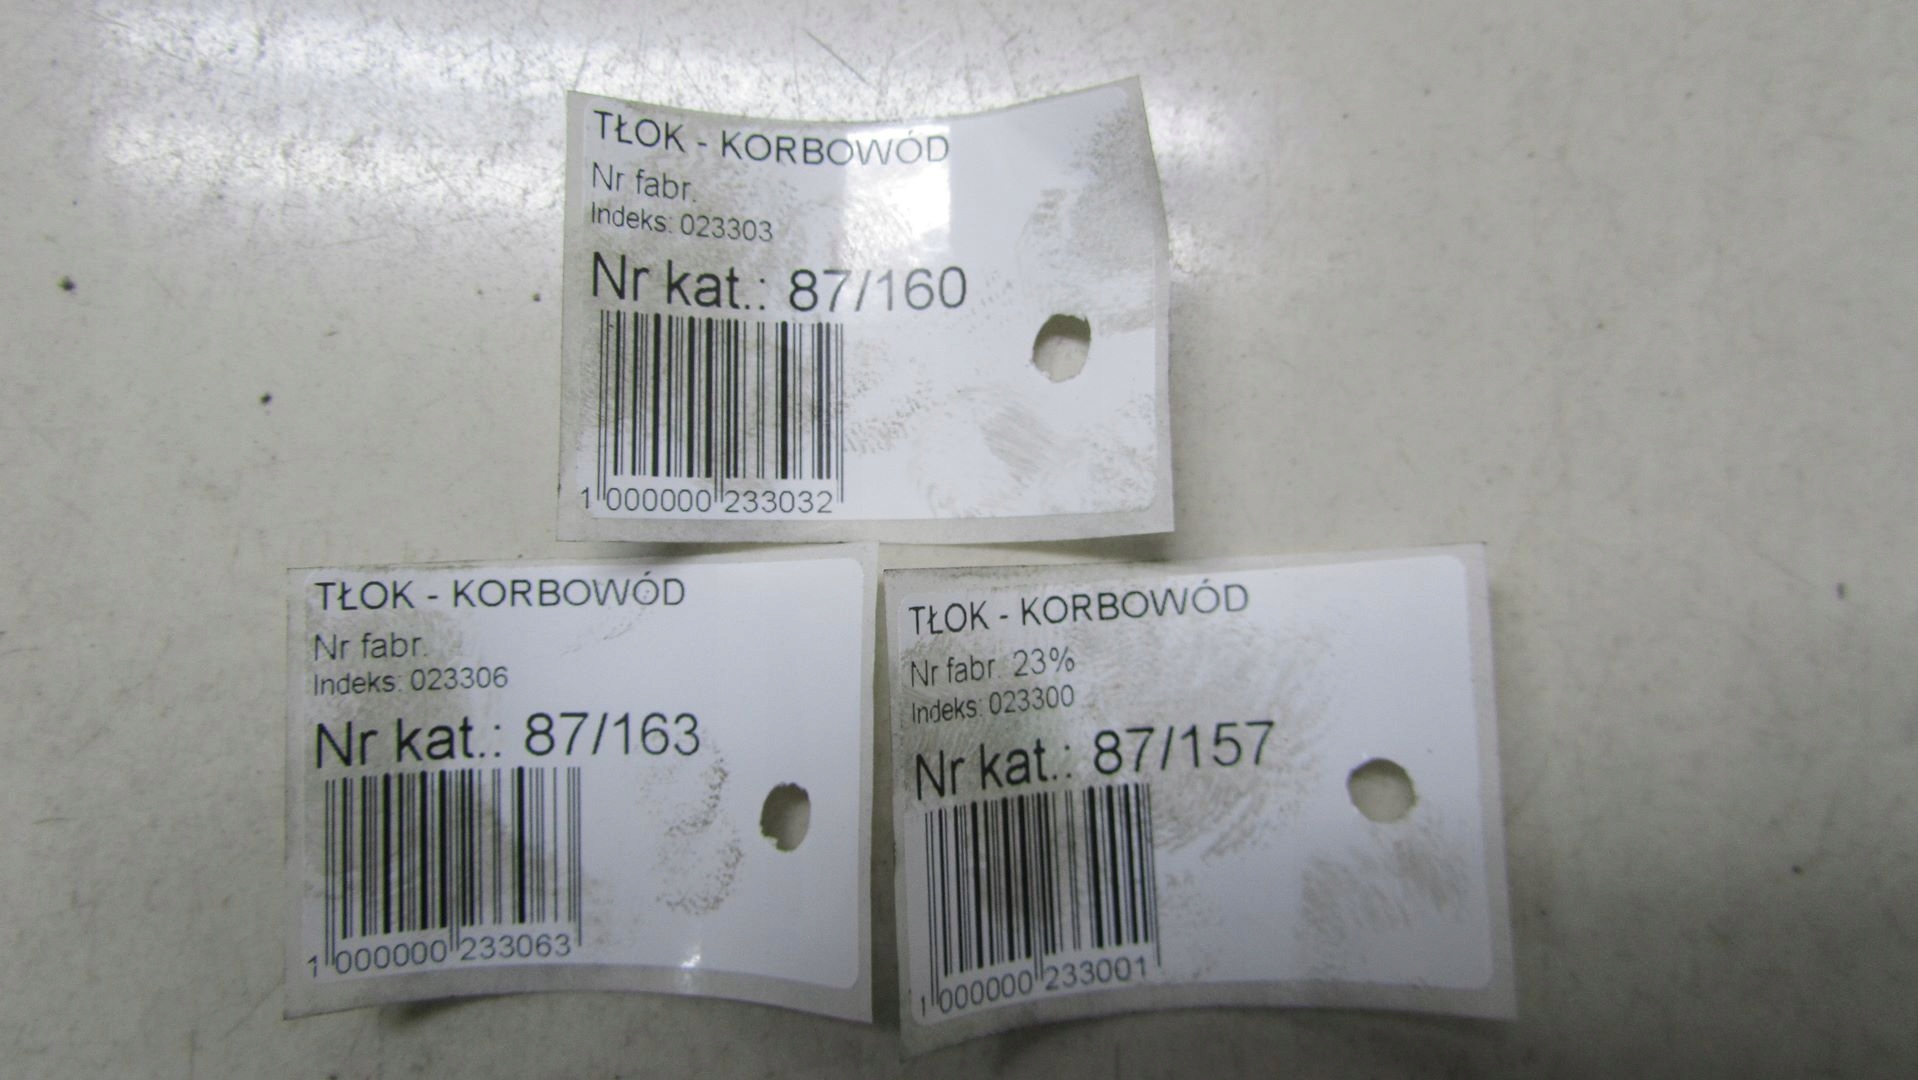 TŁOK - KORBOWÓD
Nr fabr.
Indeks: 023303
Nr kat.: 87/160
1 000000 233032
TŁOK - KORBOWÓD
Nr fabr.
Indeks: 023306
Nr kat.: 87/163
1 000000 233063
TŁOK - KORBOWÓD
Nr fabr. 23%
Indeks: 023300
Nr kat.: 87/157
1 000000 233001